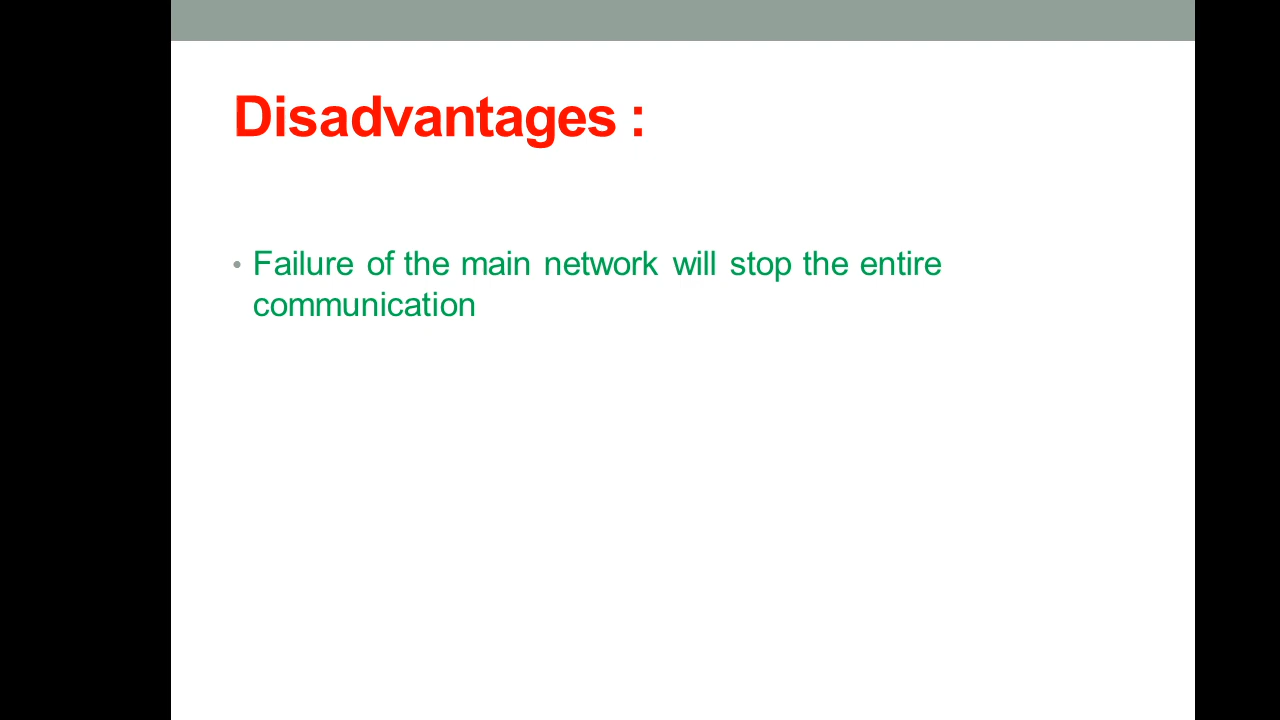 Disadvantages :
• Failure of the main network will stop the entire
communication